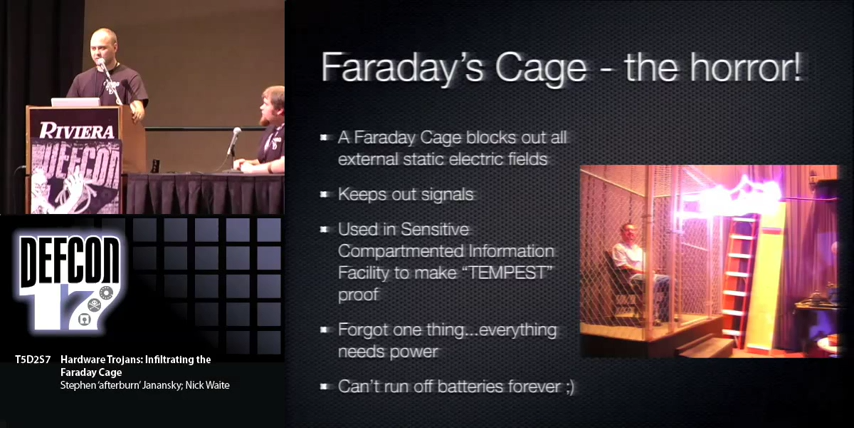 RIVIERA
DEFCON
DEFCON
17
T5D2S7 Hardware Trojans: Infiltrating the
Faraday Cage
Stephen 'afterburn' Janansky; Nick Waite
Faraday's Cage - the horror!
A Faraday Cage blocks out all
external static electric fields
Keeps out signals
Used in Sensitive
Compartmented Information
Facility to make "TEMPEST"
proof
Forgot one thing...everything
needs power
Can't run off batteries forever ;)